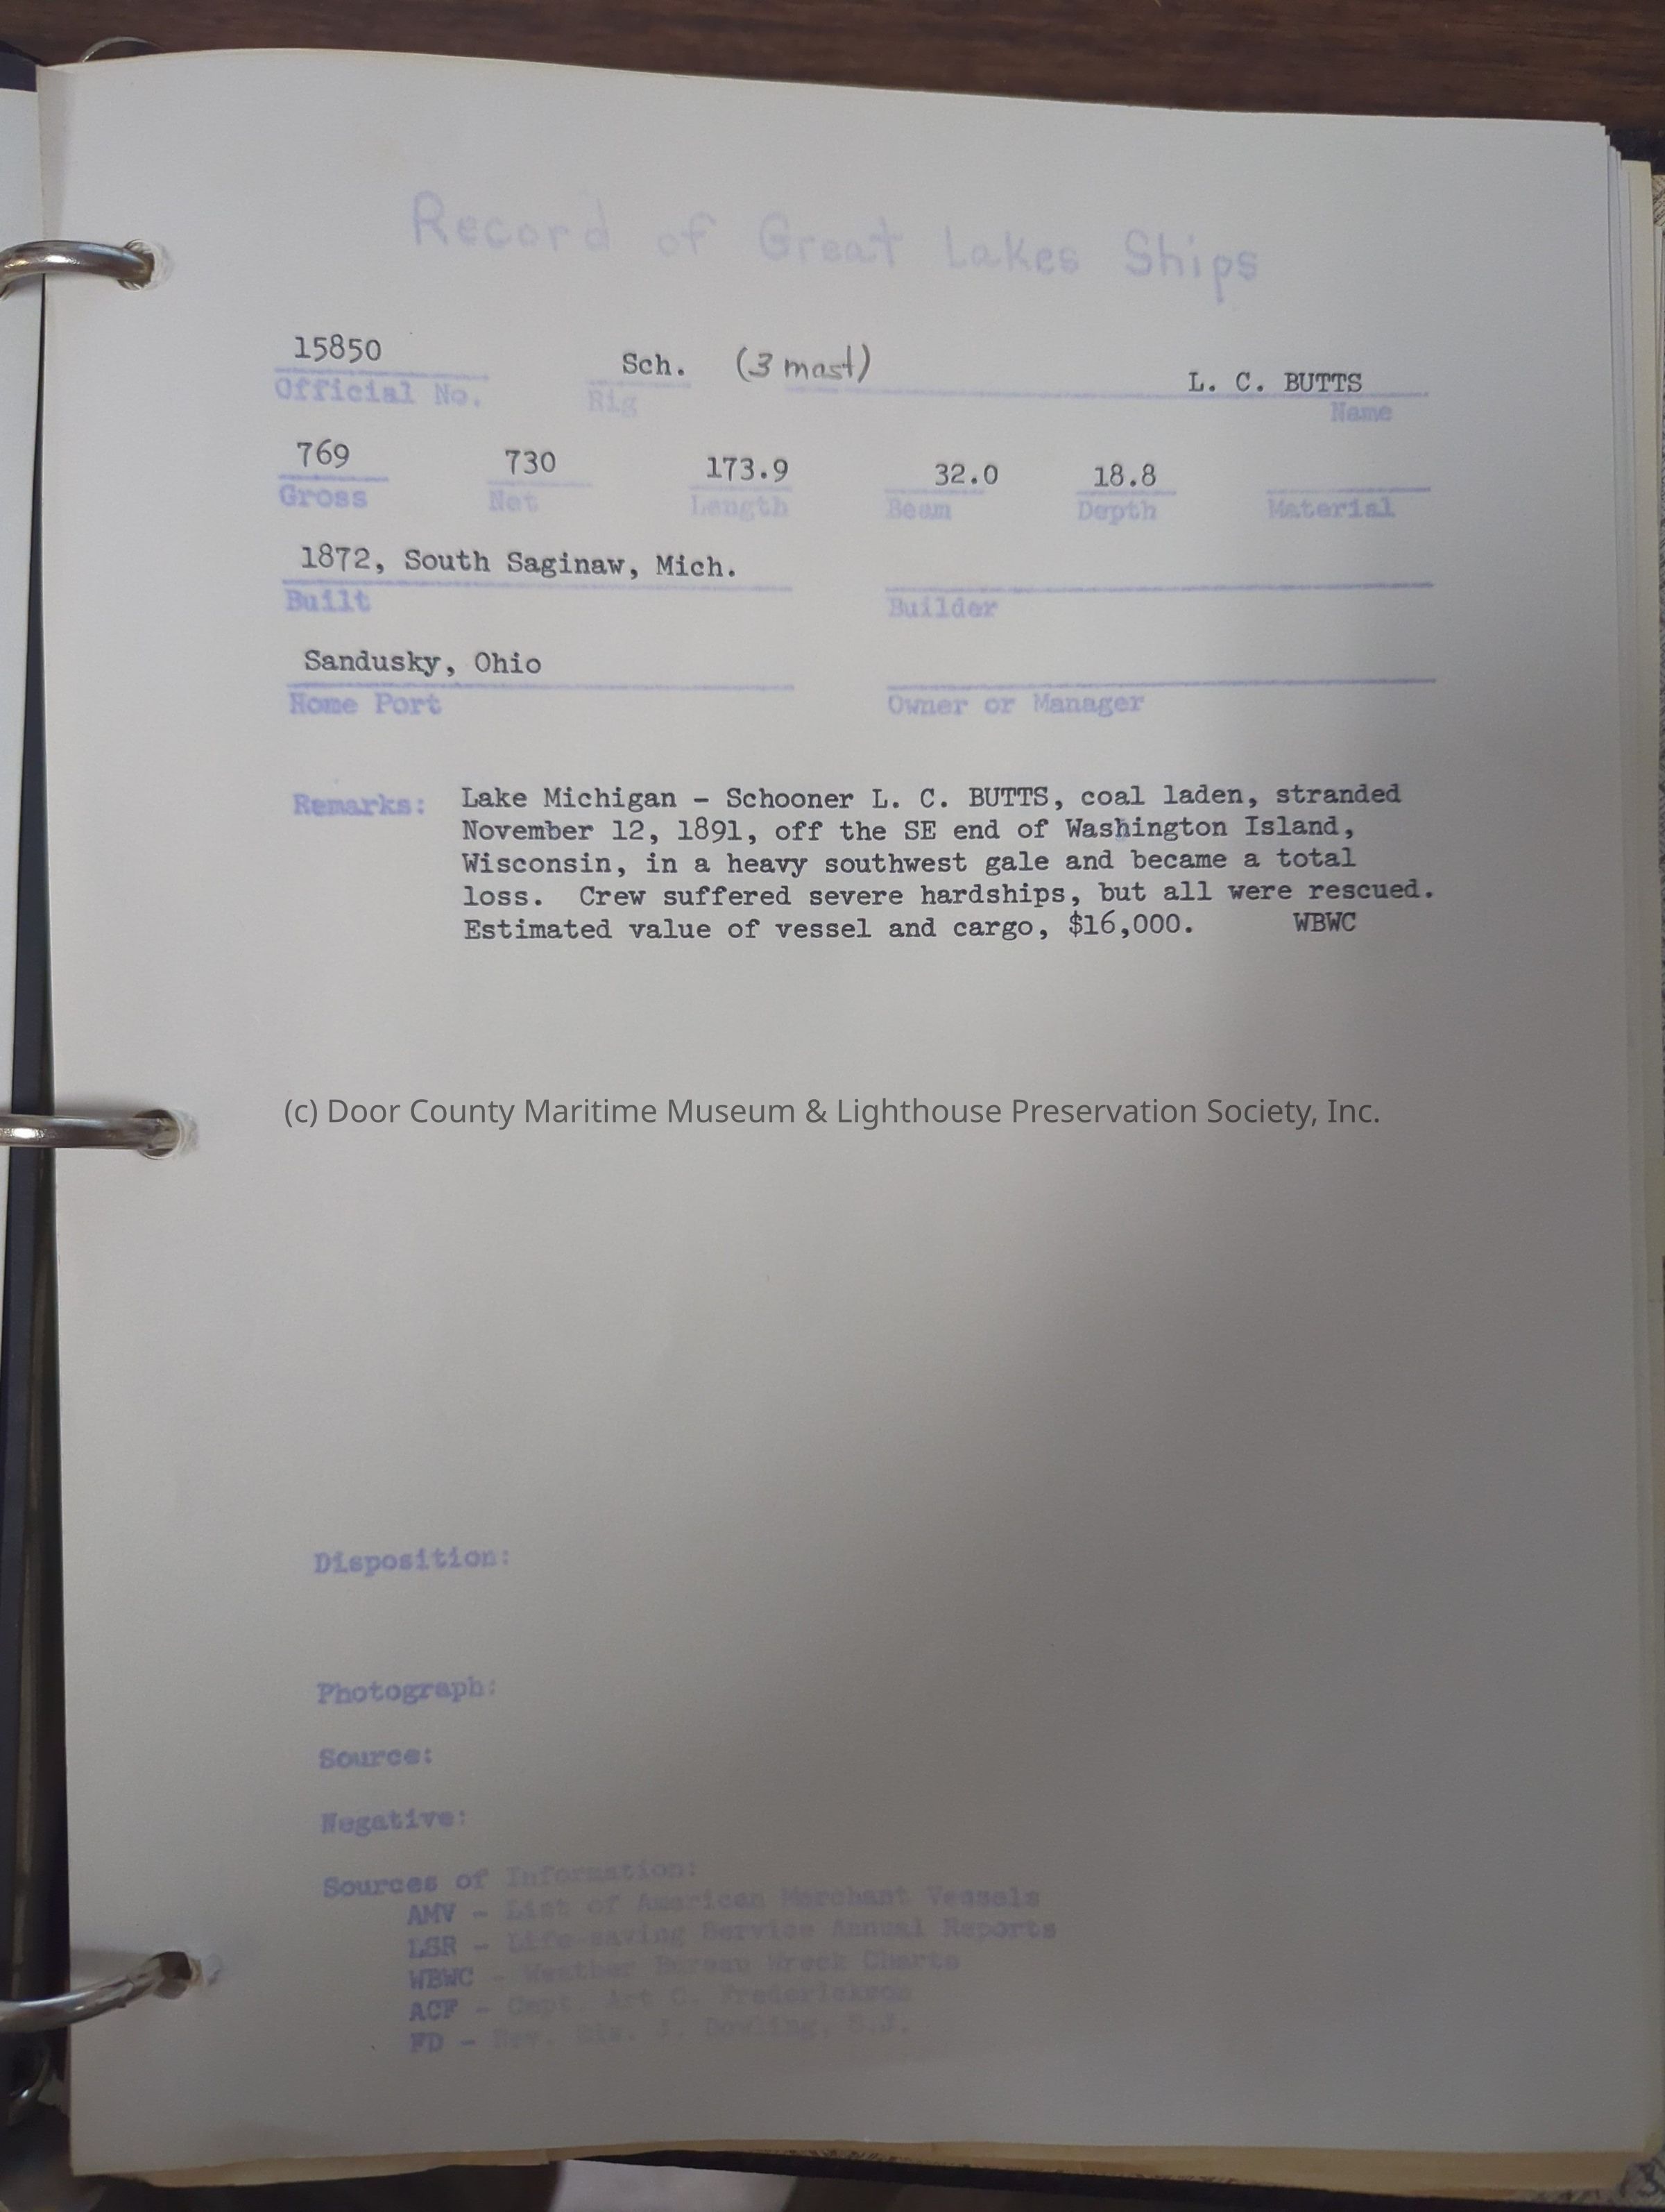 Record of Great Lakes Ships
15850 Sch. (3 mast) L. C. BUTTS
Official No. Rig Name
769 730 173.9 32.0 18.8
Gross Net Length Beam Depth Material
1872, South Saginaw, Mich.
Built Builder
Sandusky, Ohio
Home Port Owner or Manager
Remarks: Lake Michigan - Schooner L. C. BUTTS, coal laden, stranded
November 12, 1891, off the SE end of Washington Island,
Wisconsin, in a heavy southwest gale and became a total
loss. Crew suffered severe hardships, but all were rescued.
Estimated value of vessel and cargo, $16,000. WBWC
(c) Door County Maritime Museum & Lighthouse Preservation Society, Inc.
Disposition:
Photograph:
Source:
Negative:
Sources of Information:
AMV - List of American Merchant Vessels
LSR - Life-saving Service Annual Reports
WBWC - Weather Bureau Wreck Charts
ACF - Capt. Art C. Frederickson
FD - Rev. J. Dowling, S.J.